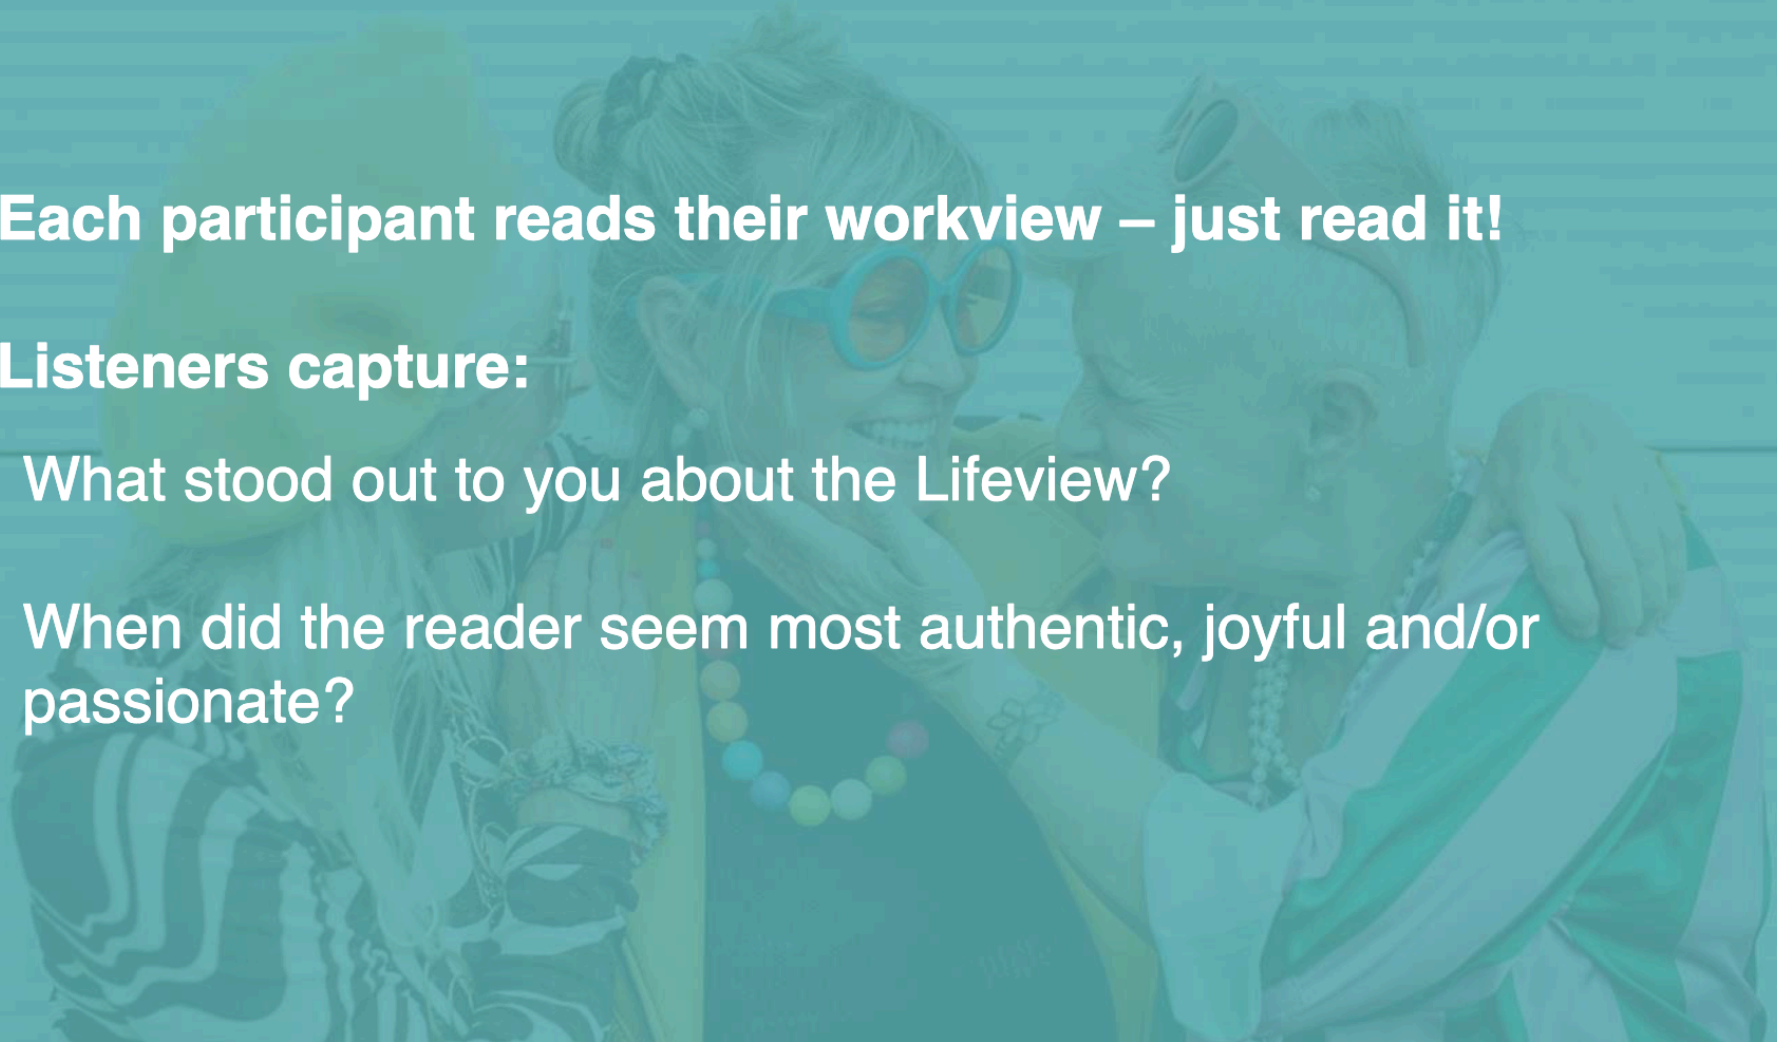 Each participant reads their workview – just read it!
Listeners capture:
What stood out to you about the Lifeview?
When did the reader seem most authentic, joyful and/or
passionate?